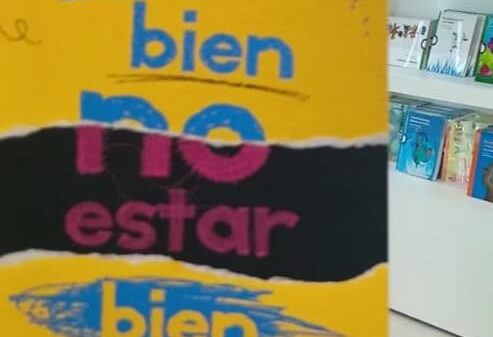 bien
no
estar
bien